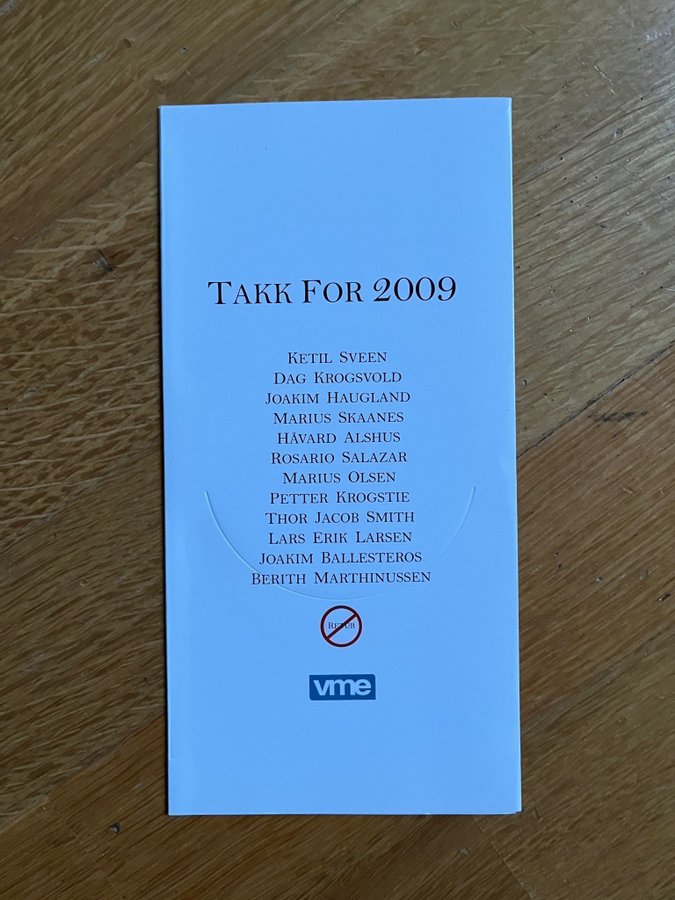 TAKK FOR 2009
KETIL SVEEN
DAG KROGSVOLD
JOAKIM HAUGLAND
MARIUS SKAANES
HÅVARD ALSHUS
ROSARIO SALAZAR
MARIUS OLSEN
PETTER KROGSTIE
THOR JACOB SMITH
LARS ERIK LARSEN
JOAKIM BALLESTEROS
BERITH MARTHINUSSEN
RETUR
vme